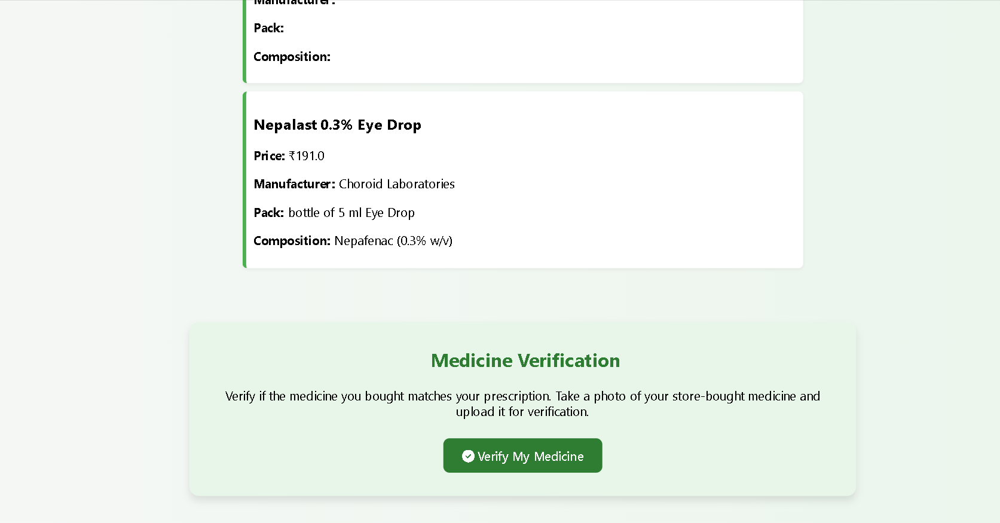 Manufacturer:
Pack:
Composition:
Nepalast 0.3% Eye Drop
Price: ₹191.0
Manufacturer: Choroid Laboratories
Pack: bottle of 5 ml Eye Drop
Composition: Nepafenac (0.3% w/v)
Medicine Verification
Verify if the medicine you bought matches your prescription. Take a photo of your store-bought medicine and
upload it for verification.
Verify My Medicine